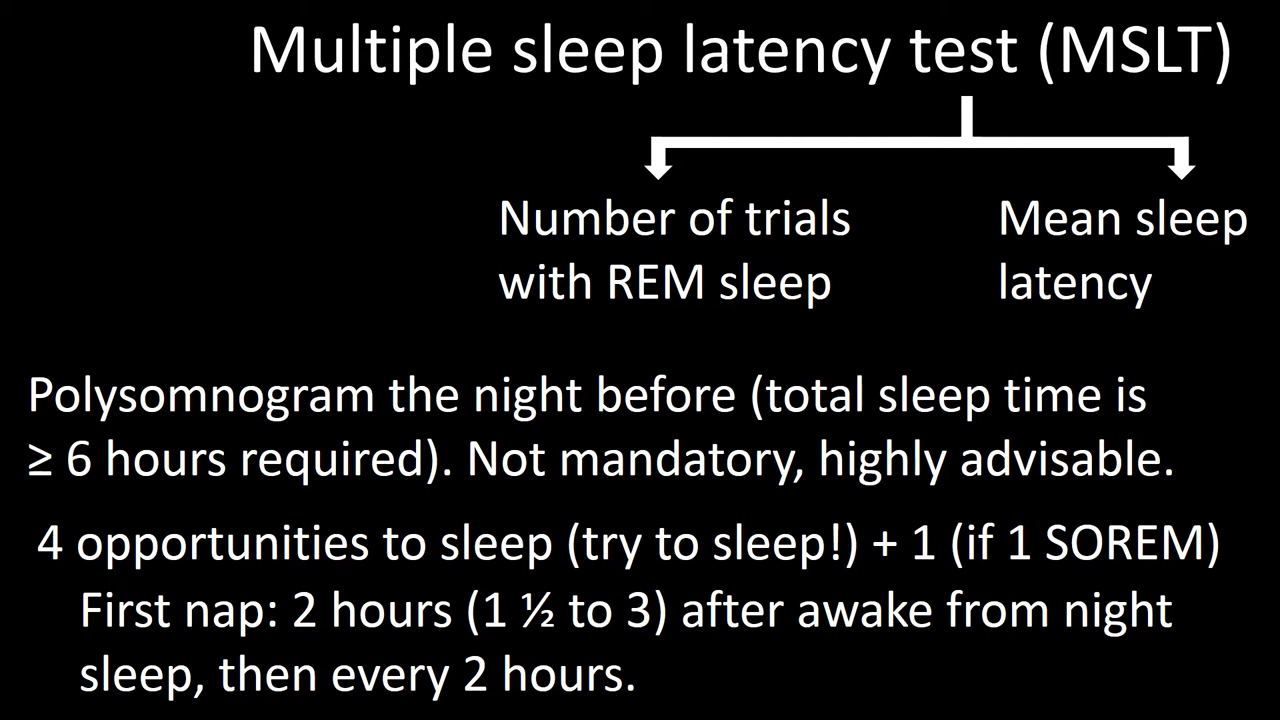 Multiple sleep latency test (MSLT)
Number of trials
with REM sleep
Mean sleep
latency
Polysomnogram the night before (total sleep time is
≥ 6 hours required). Not mandatory, highly advisable.
4 opportunities to sleep (try to sleep!) + 1 (if 1 SOREM)
First nap: 2 hours (1 ½ to 3) after awake from night
sleep, then every 2 hours.